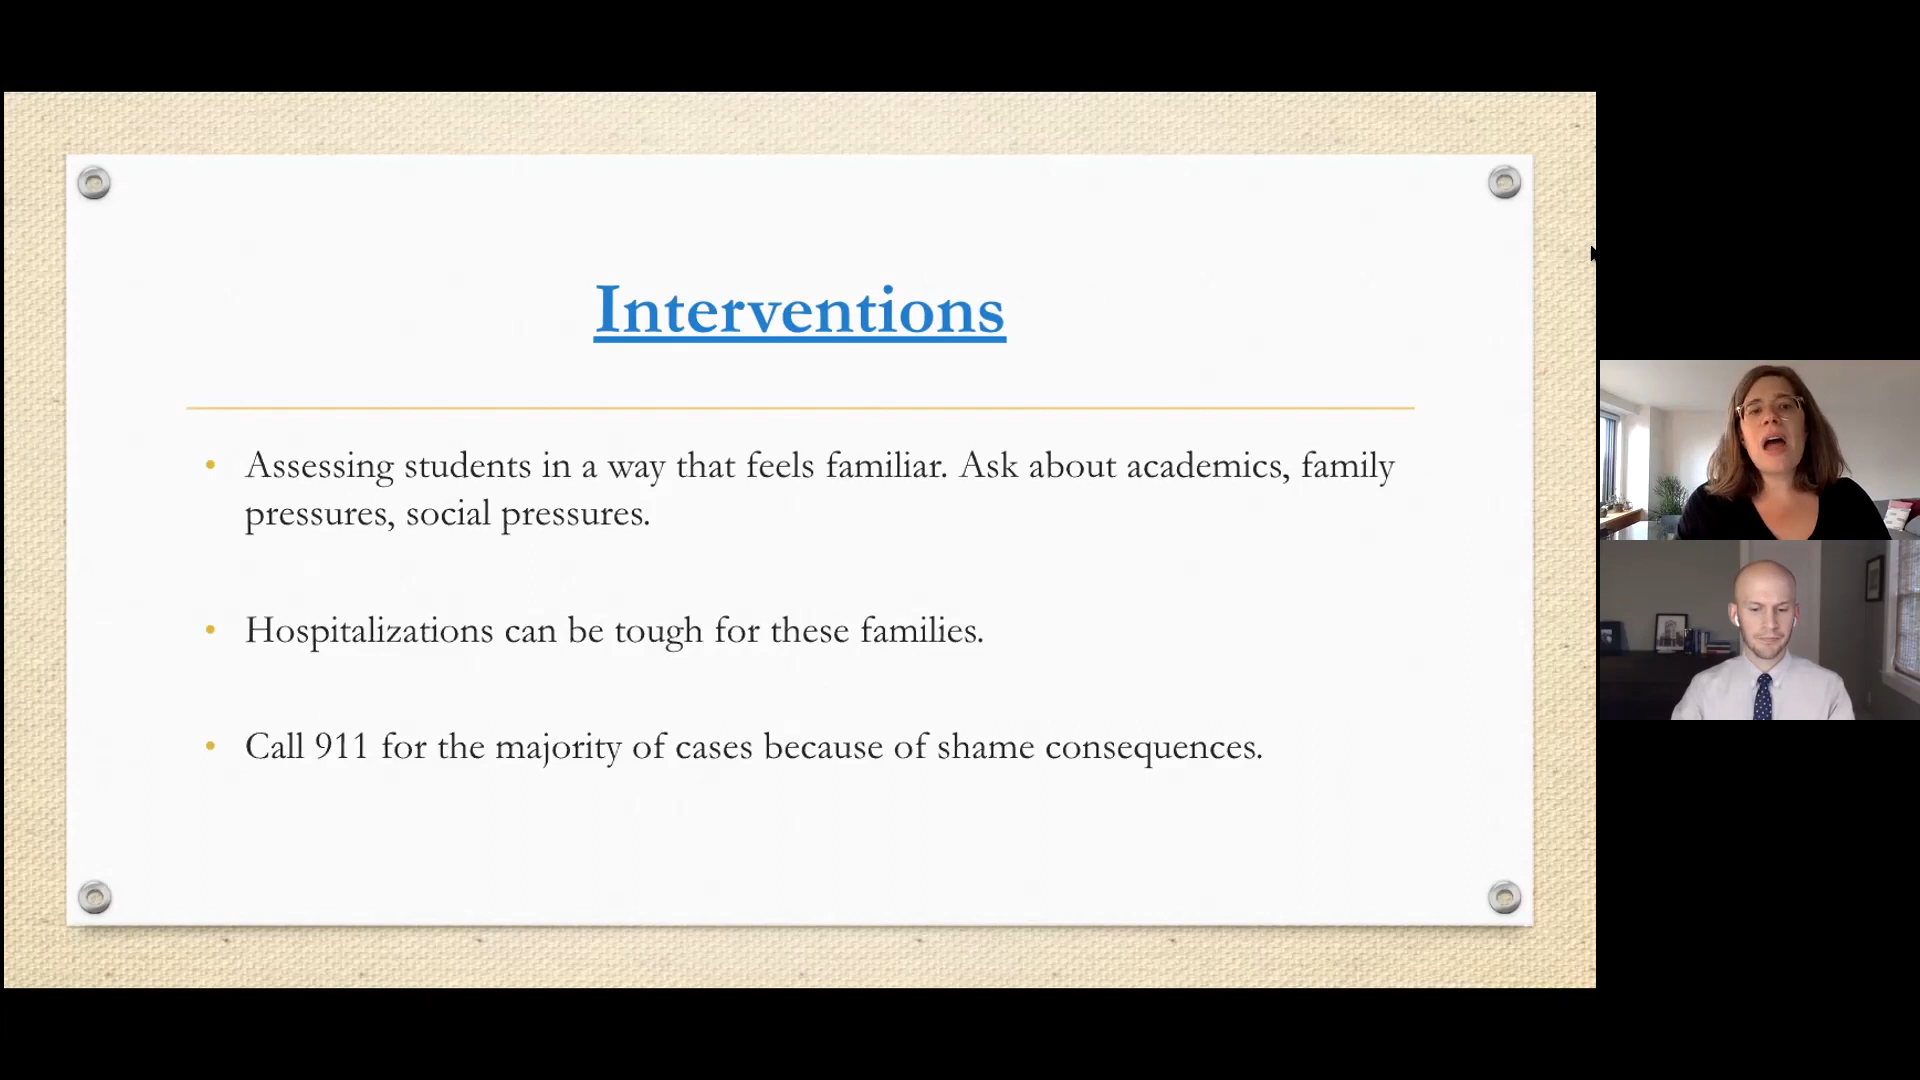 Interventions
• Assessing students in a way that feels familiar. Ask about academics, family
pressures, social pressures.
• Hospitalizations can be tough for these families.
• Call 911 for the majority of cases because of shame consequences.